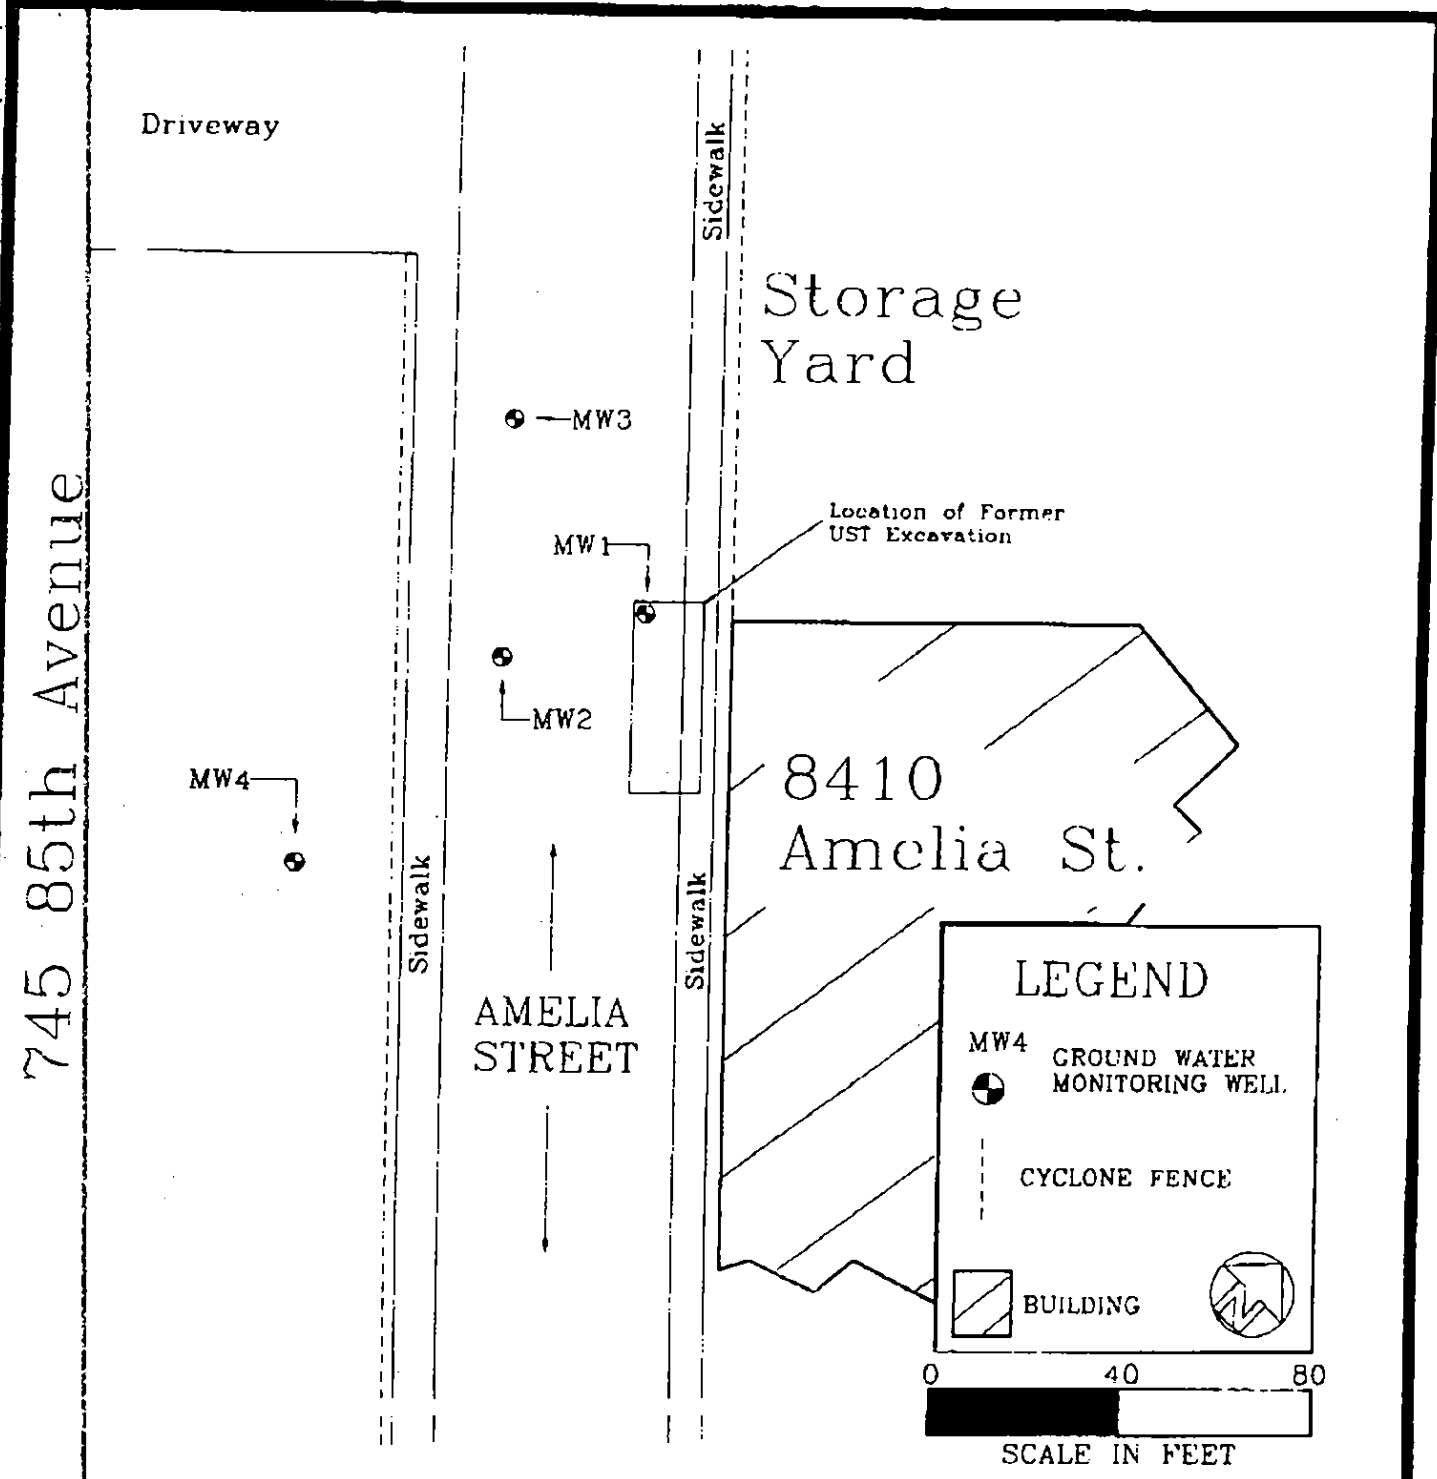 Driveway
Sidewalk
Storage
Yard
MW3
Location of Former
UST Excavation
MW1
MW2
MW4
745 85th Avenue
8410
Amelia St.
Sidewalk
Sidewalk
AMELIA
STREET
LEGEND
MW4
GROUND WATER
MONITORING WELL
CYCLONE FENCE
BUILDING
N
0 40 80
SCALE IN FEET